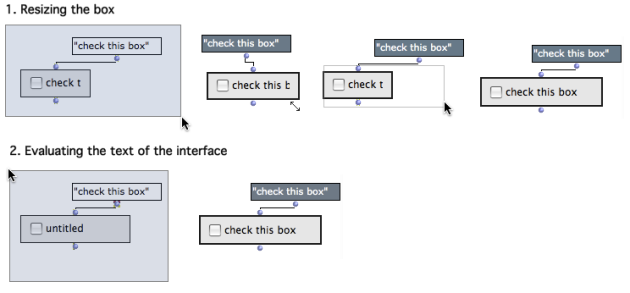 1. Resizing the box
"check this box" "check this box" "check this box" "check this box"
check t check this b check t check this box
2. Evaluating the text of the interface
"check this box" "check this box"
untitled check this box